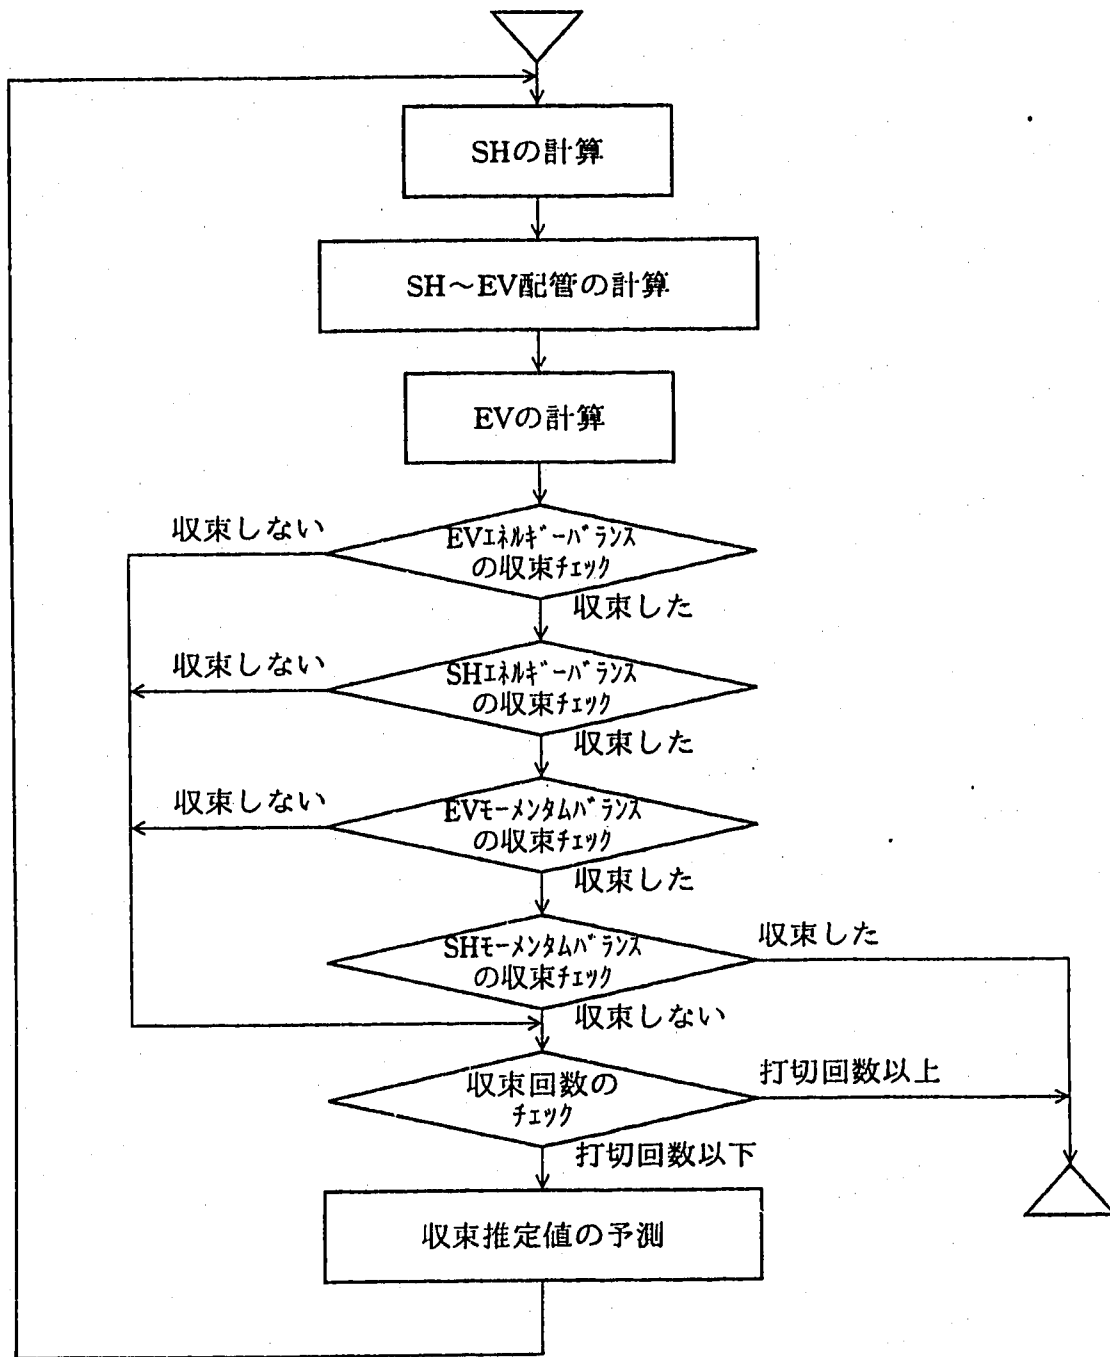 SHの計算
SH～EV配管の計算
EVの計算
収束しない
EVｴﾈﾙｷﾞｰﾊﾞﾗﾝｽ
の収束ﾁｪｯｸ
収束した
収束しない
SHｴﾈﾙｷﾞｰﾊﾞﾗﾝｽ
の収束ﾁｪｯｸ
収束した
収束しない
EVﾓｰﾒﾝﾀﾑﾊﾞﾗﾝｽ
の収束ﾁｪｯｸ
収束した
SHﾓｰﾒﾝﾀﾑﾊﾞﾗﾝｽ
の収束ﾁｪｯｸ
収束した
収束しない
収束回数の
ﾁｪｯｸ
打切回数以上
打切回数以下
収束推定値の予測